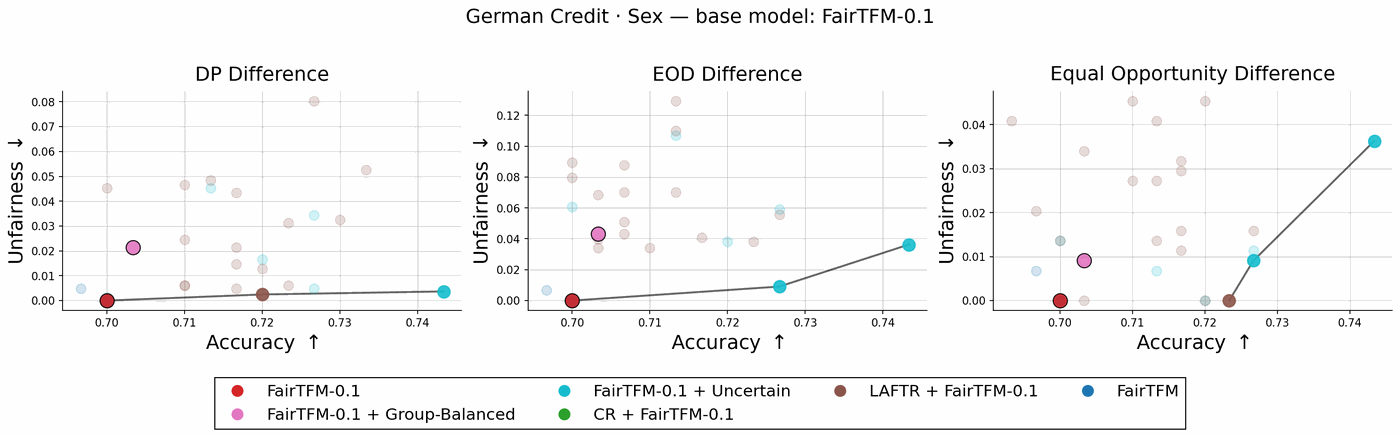 German Credit · Sex — base model: FairTFM-0.1
DP Difference
EOD Difference
Equal Opportunity Difference
Unfairness ↓
0.08
0.07
0.06
0.05
0.04
0.03
0.02
0.01
0.00
0.70
0.71
0.72
0.73
0.74
Accuracy ↑
Unfairness ↓
0.12
0.10
0.08
0.06
0.04
0.02
0.00
0.70
0.71
0.72
0.73
0.74
Accuracy ↑
Unfairness ↓
0.04
0.03
0.02
0.01
0.00
0.70
0.71
0.72
0.73
0.74
Accuracy ↑
FairTFM-0.1
FairTFM-0.1 + Uncertain
LAFTR + FairTFM-0.1
FairTFM
FairTFM-0.1 + Group-Balanced
CR + FairTFM-0.1